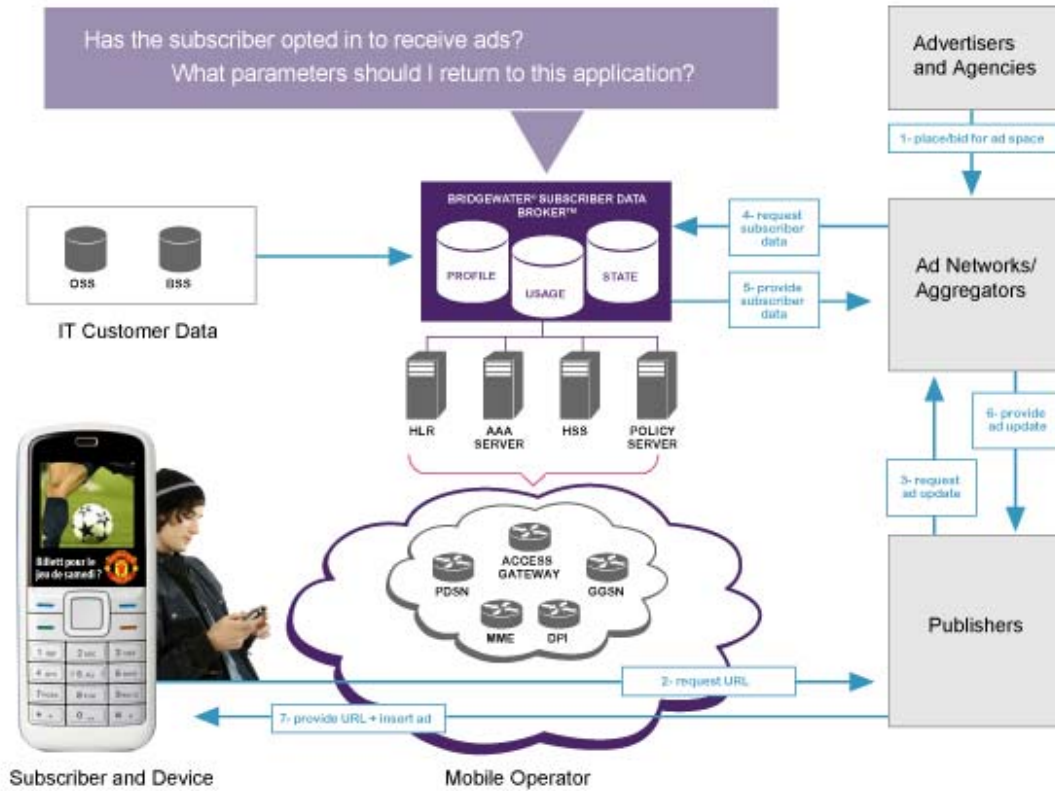 Has the subscriber opted in to receive ads?
What parameters should I return to this application?
Advertisers
and Agencies
1- place/bid for ad space
BRIDGEWATER® SUBSCRIBER DATA
BROKER™
PROFILE
USAGE
STATE
4- request
subscriber
data
5- provide
subscriber
data
Ad Networks/
Aggregators
OSS
BSS
IT Customer Data
HLR
AAA
SERVER
HSS
POLICY
SERVER
6- provide
ad update
3- request
ad update
Billett pour le
jeu de samedi ?
ACCESS
GATEWAY
PDSN
GGSN
MME
DPI
Publishers
2- request URL
7- provide URL + insert ad
Subscriber and Device
Mobile Operator